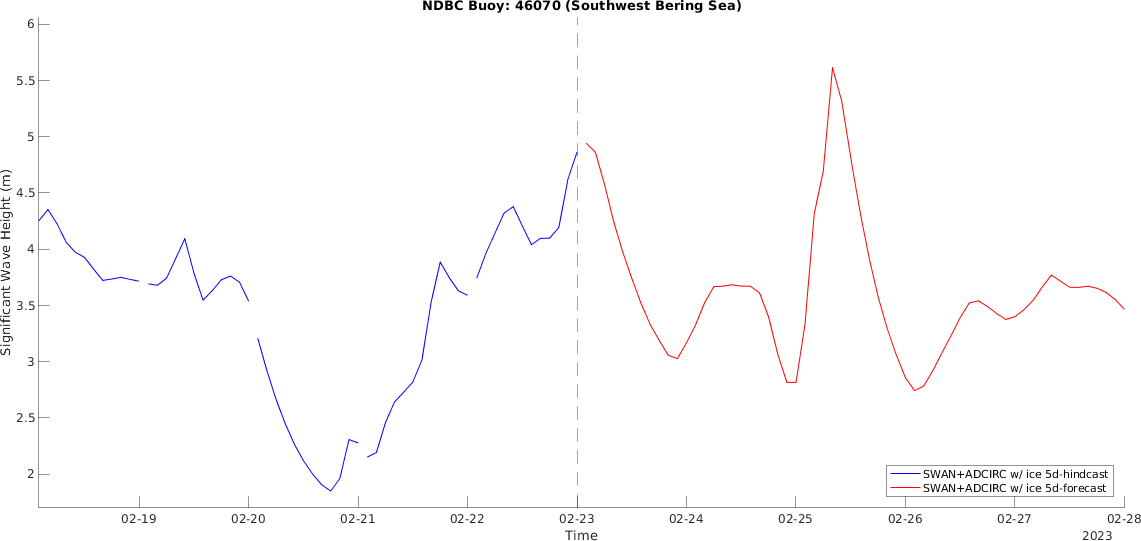 NDBC Buoy: 46070 (Southwest Bering Sea)
6
5.5
5
4.5
4
3.5
3
2.5
2
Significant Wave Height (m)
SWAN+ADCIRC w/ ice 5d-hindcast
SWAN+ADCIRC w/ ice 5d-forecast
02-19 02-20 02-21 02-22 02-23 02-24 02-25 02-26 02-27 02-28
Time
2023